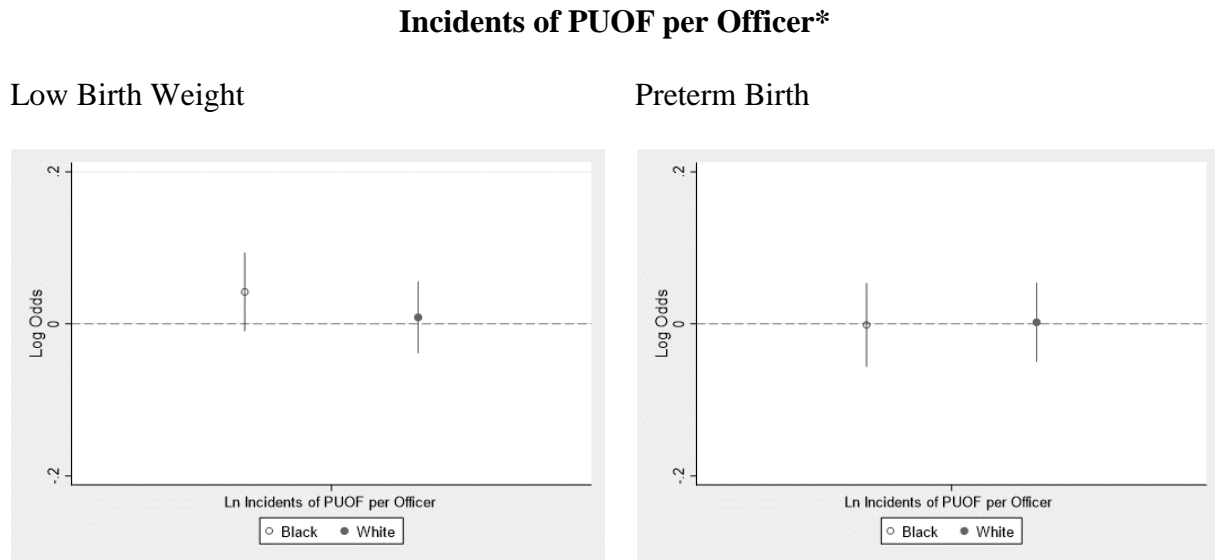 Incidents of PUOF per Officer*
Low Birth Weight
Preterm Birth
.2
0
-.2
Log Odds
Ln Incidents of PUOF per Officer
Black White
.2
0
-.2
Log Odds
Ln Incidents of PUOF per Officer
Black White